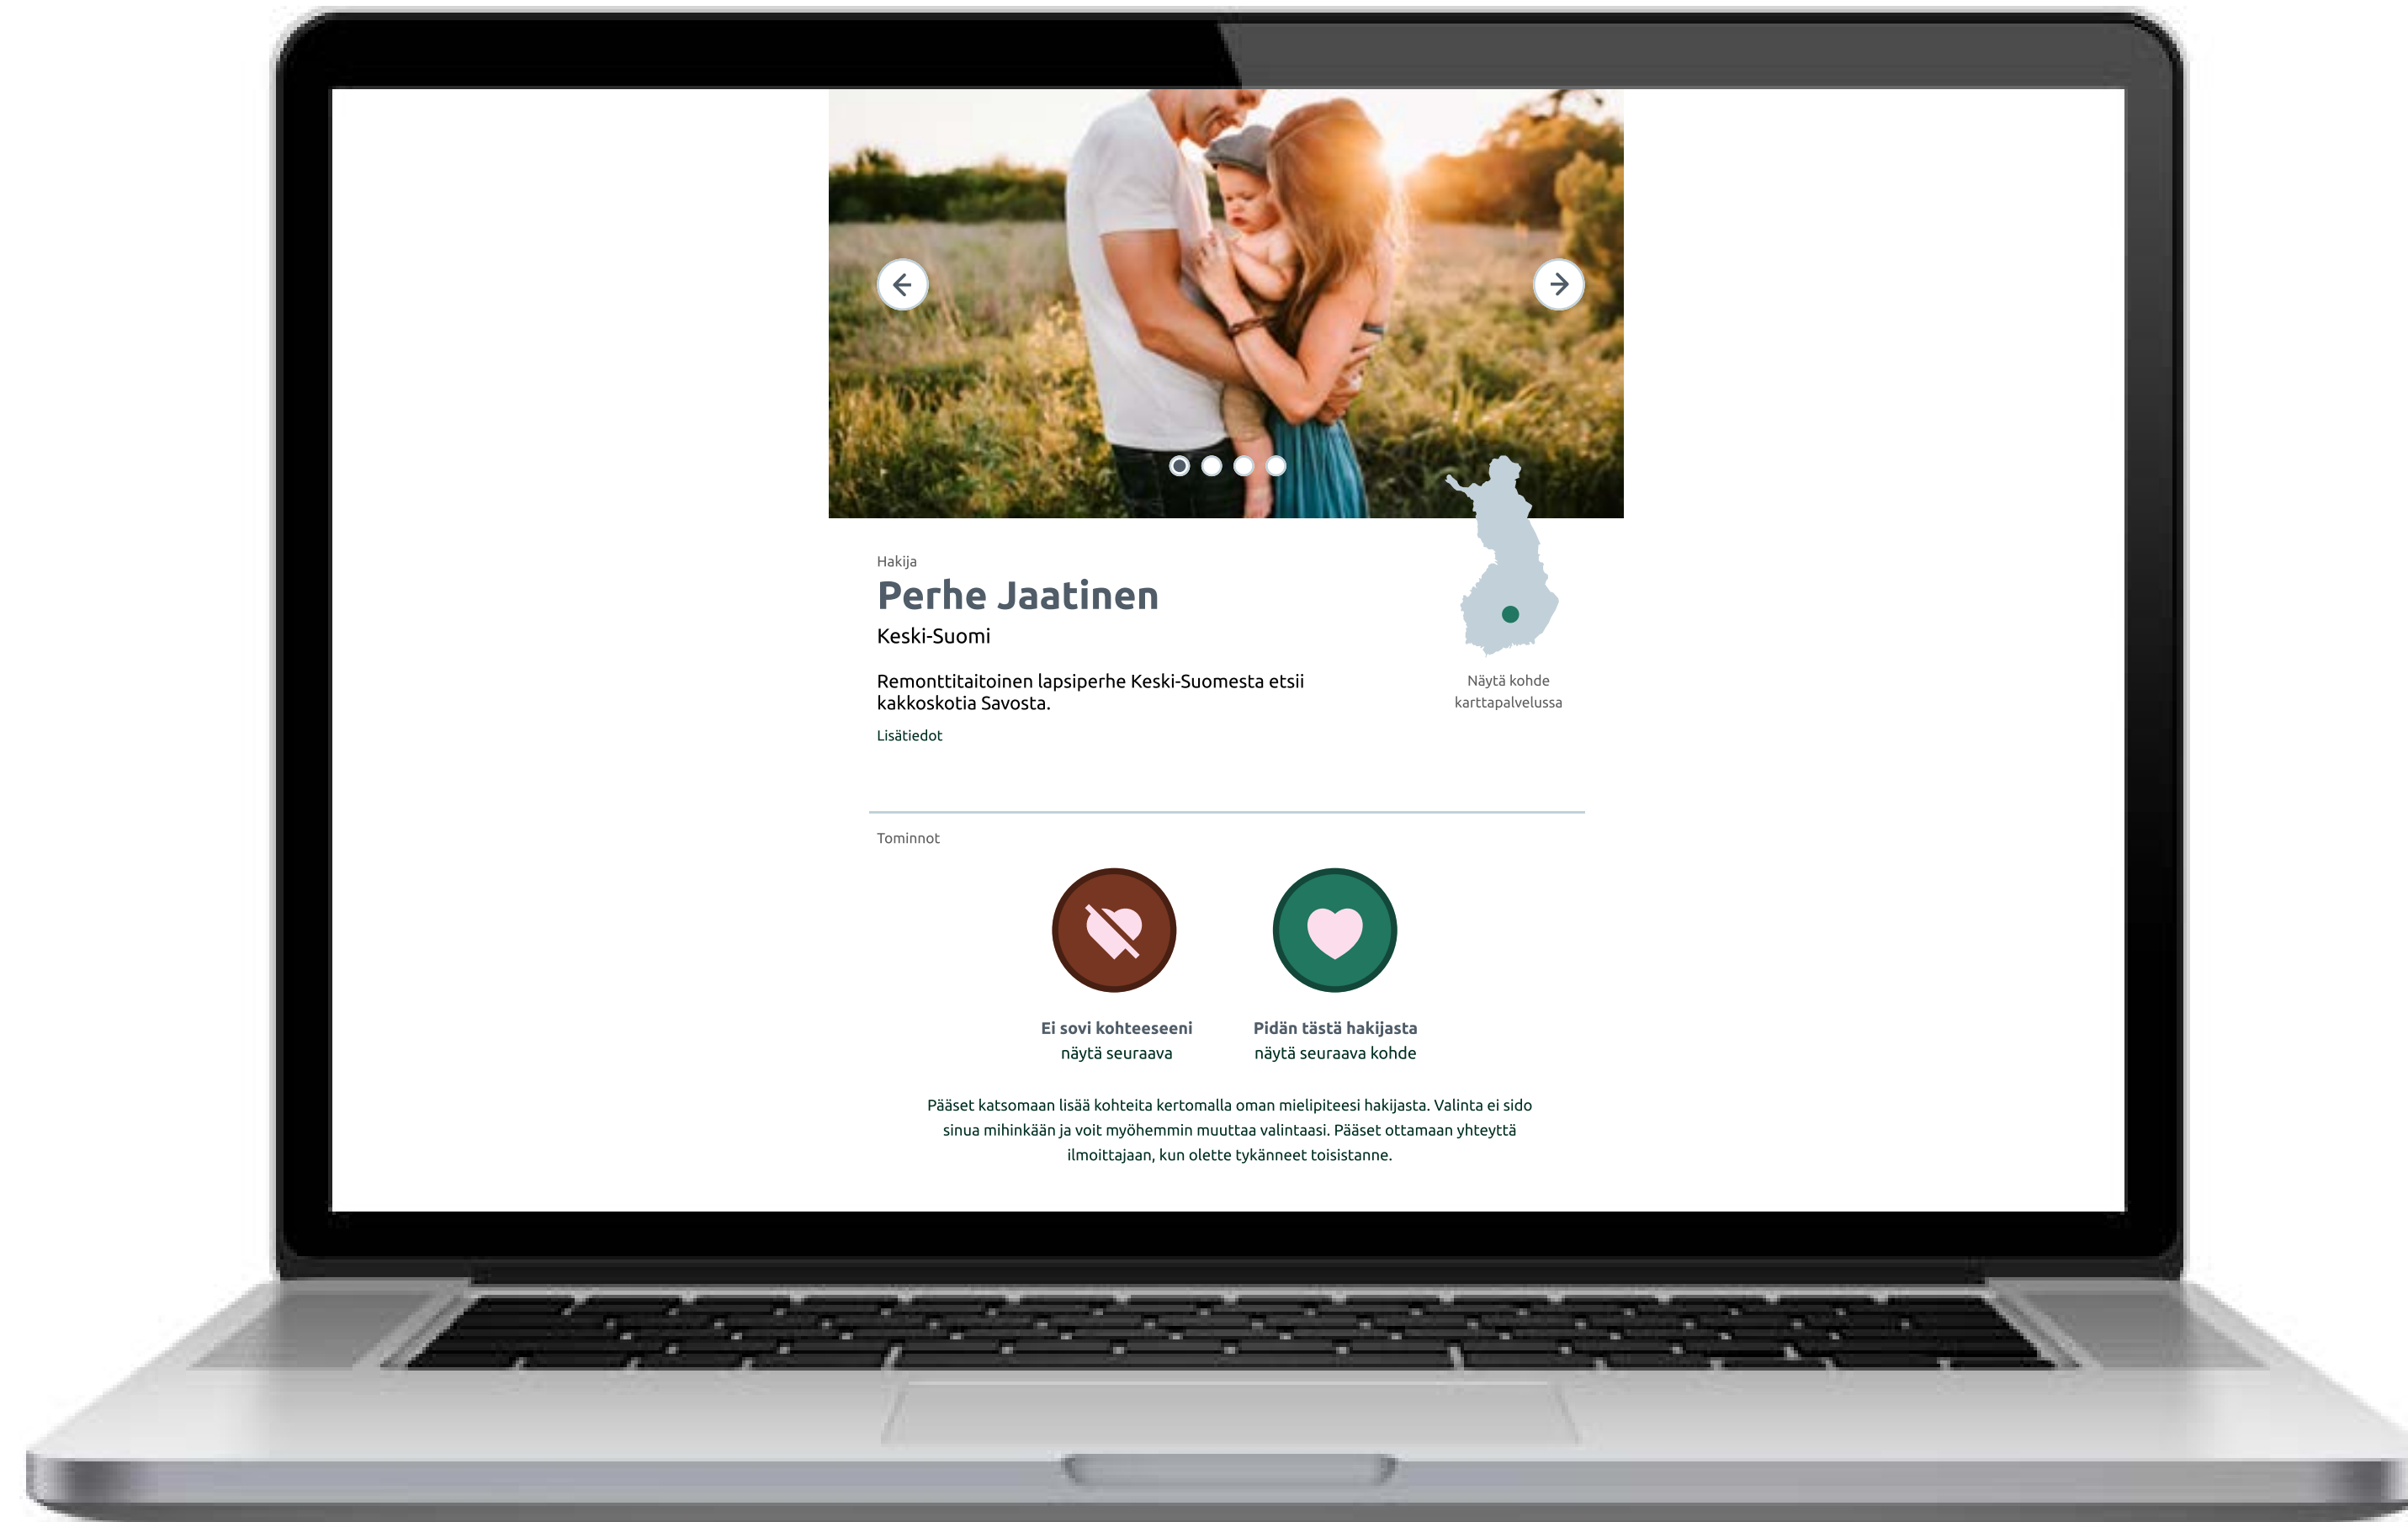 Hakija
Perhe Jaatinen
Keski-Suomi
Remonttitaitoinen lapsiperhe Keski-Suomesta etsii
kakkoskotia Savosta.
Lisätiedot
Näytä kohde
karttapalvelussa
Tominnot
Ei sovi kohteeseeni
näytä seuraava
Pidän tästä hakijasta
näytä seuraava kohde
Pääset katsomaan lisää kohteita kertomalla oman mielipiteesi hakijasta. Valinta ei sido
sinua mihinkään ja voit myöhemmin muuttaa valintaasi. Pääset ottamaan yhteyttä
ilmoittajaan, kun olette tykänneet toisistanne.